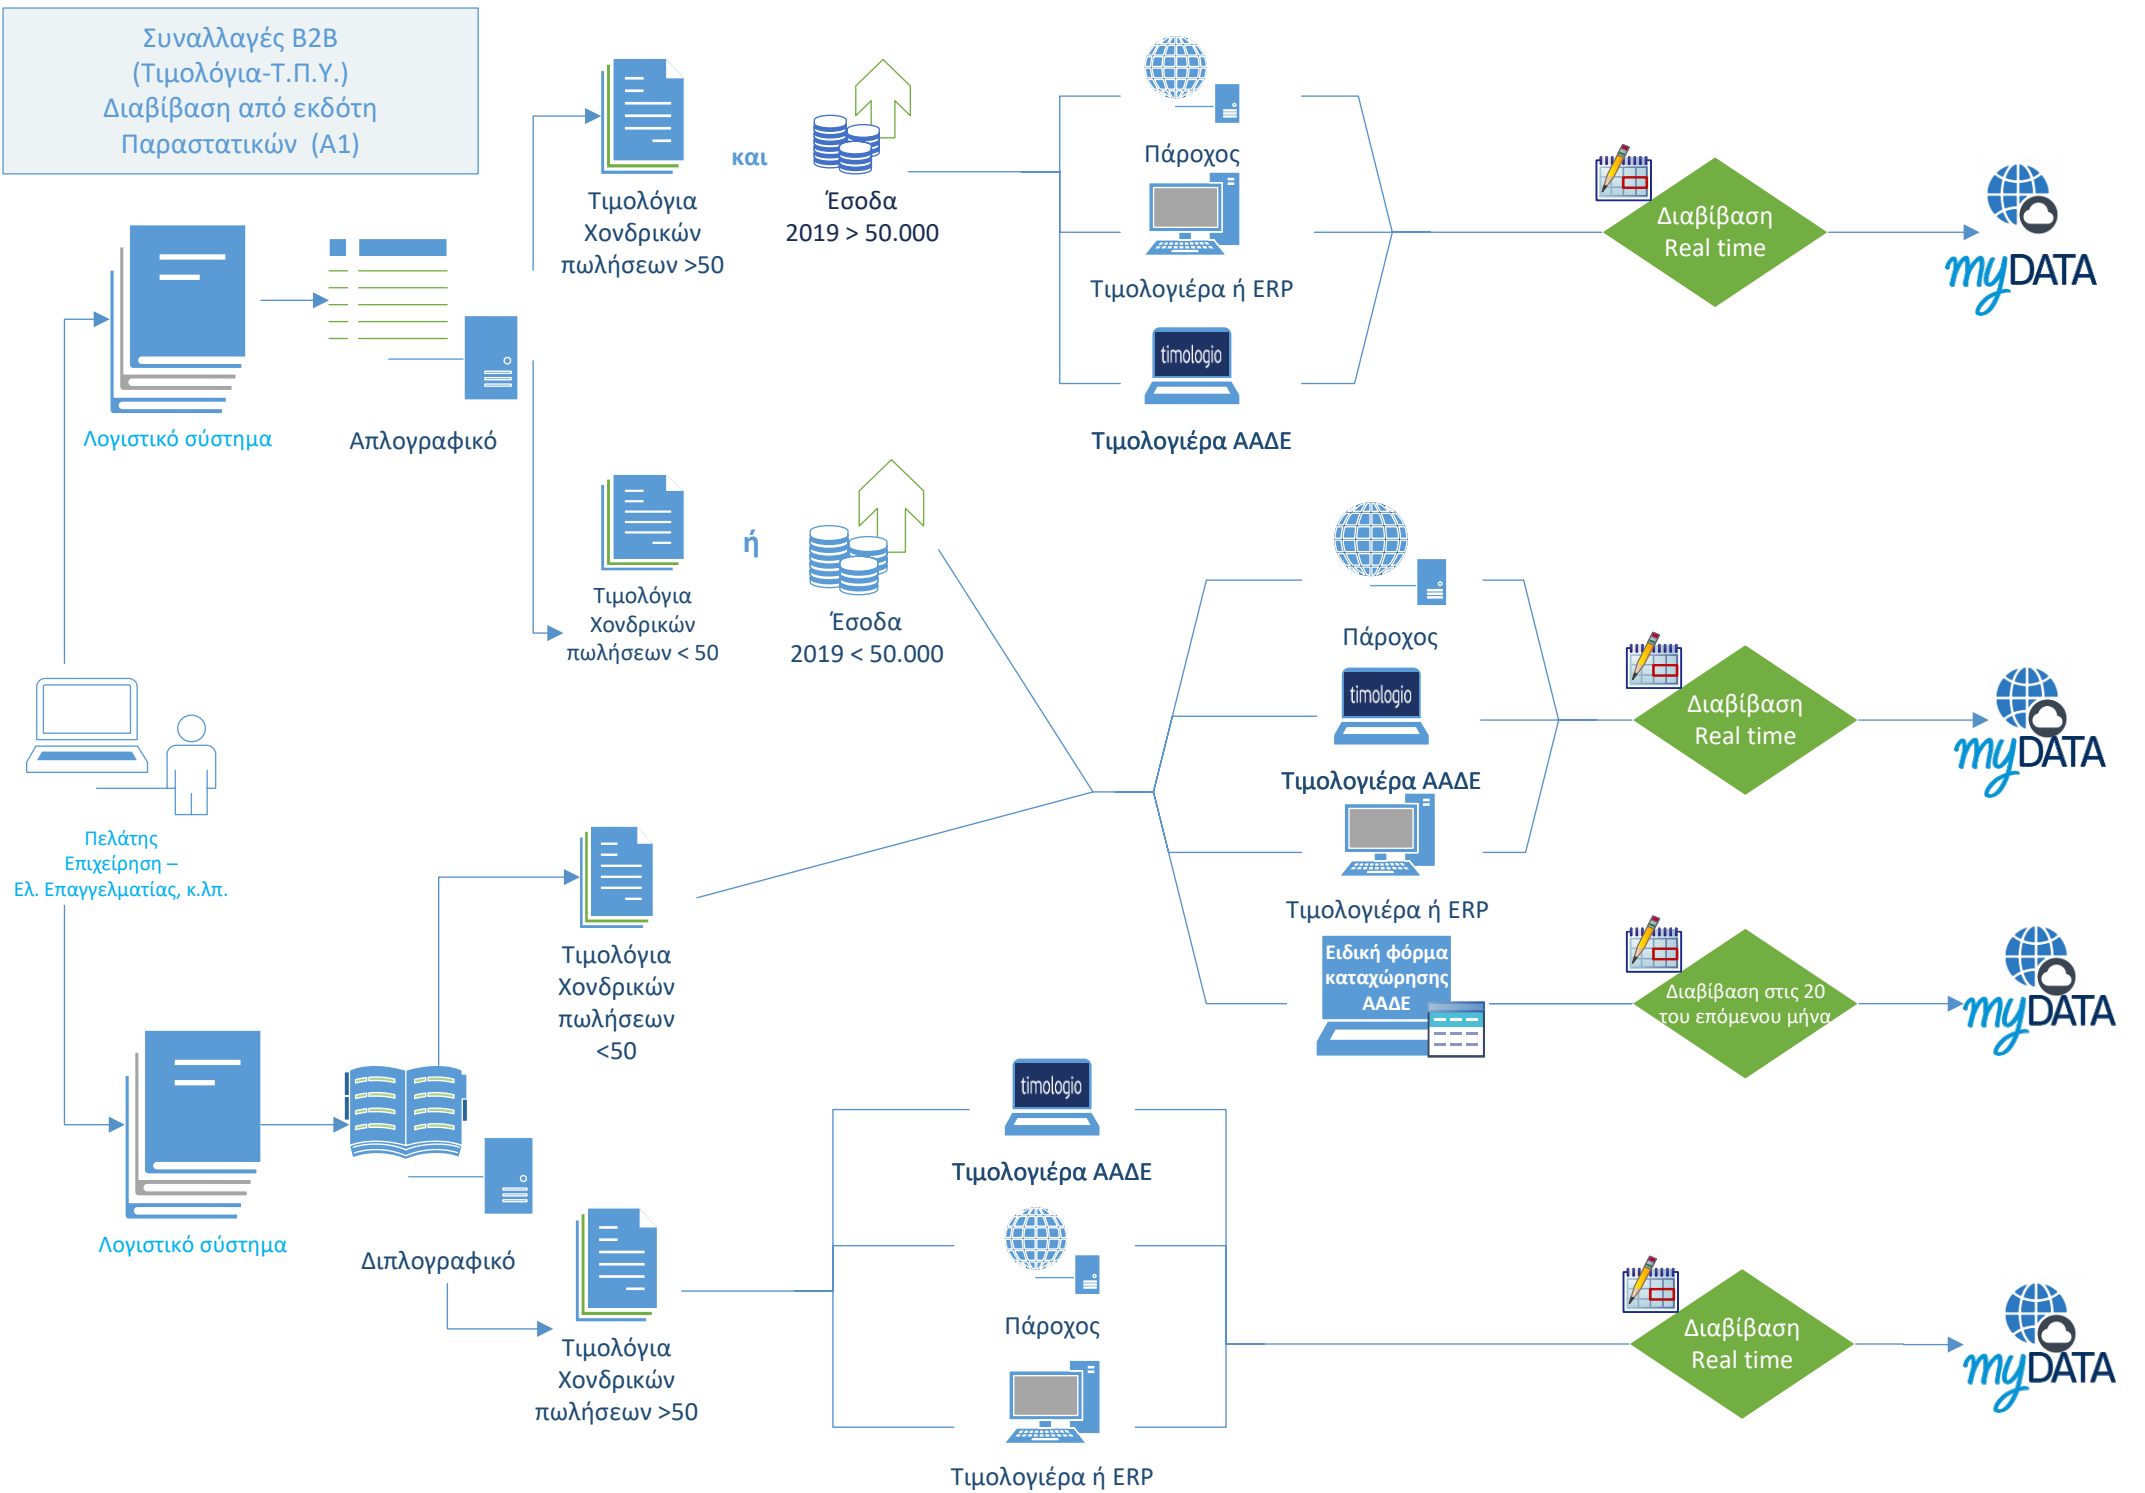 Συναλλαγές B2B
(Τιμολόγια-Τ.Π.Υ.)
Διαβίβαση από εκδότη
Παραστατικών (Α1)
Τιμολόγια
Χονδρικών
πωλήσεων >50
και
Έσοδα
2019 > 50.000
Πάροχος
Τιμολογιέρα ή ERP
timologio
Τιμολογιέρα ΑΑΔΕ
Διαβίβαση
Real time
myDATA
Λογιστικό σύστημα
Απλογραφικό
Τιμολόγια
Χονδρικών
πωλήσεων < 50
ή
Έσοδα
2019 < 50.000
Πάροχος
timologio
Τιμολογιέρα ΑΑΔΕ
Τιμολογιέρα ή ERP
Διαβίβαση
Real time
myDATA
Πελάτης
Επιχείρηση –
Ελ. Επαγγελματίας, κ.λπ.
Τιμολόγια
Χονδρικών
πωλήσεων
<50
Ειδική φόρμα
καταχώρησης
ΑΑΔΕ
Διαβίβαση στις 20
του επόμενου μήνα
myDATA
Λογιστικό σύστημα
Διπλογραφικό
Τιμολόγια
Χονδρικών
πωλήσεων >50
timologio
Τιμολογιέρα ΑΑΔΕ
Πάροχος
Τιμολογιέρα ή ERP
Διαβίβαση
Real time
myDATA